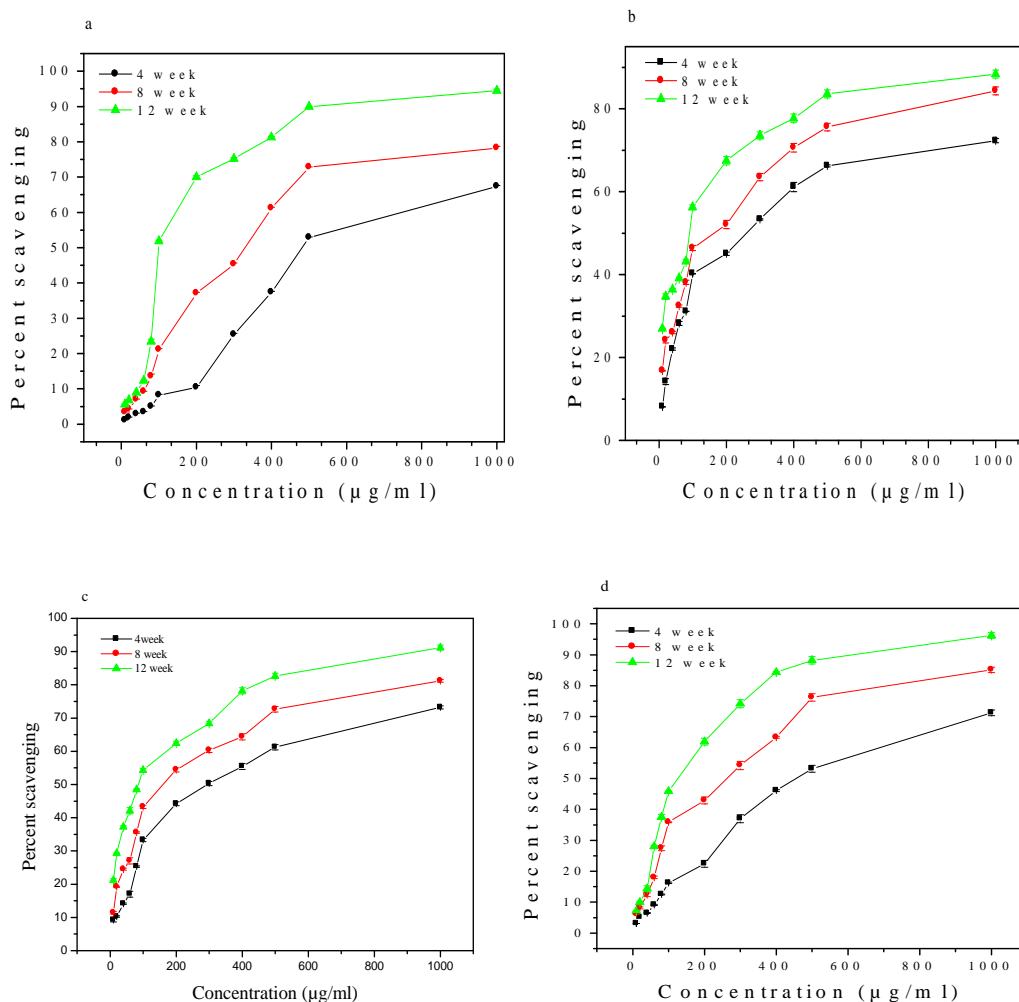 a
4 week
8 week
12 week
Percent scavenging
100
90
80
70
60
50
40
30
20
10
0
0 200 400 600 800 1000
Concentration (µg/ml)
b
4 week
8 week
12 week
Percent scavenging
80
60
40
20
0
0 200 400 600 800 1000
Concentration (µg/ml)
c
4week
8 week
12 week
Percent scavenging
100
90
80
70
60
50
40
30
20
10
0
0 200 400 600 800 1000
Concentration (µg/ml)
d
4 week
8 week
12 week
Percent scavenging
100
90
80
70
60
50
40
30
20
10
0
0 200 400 600 800 1000
Concentration (µg/ml)